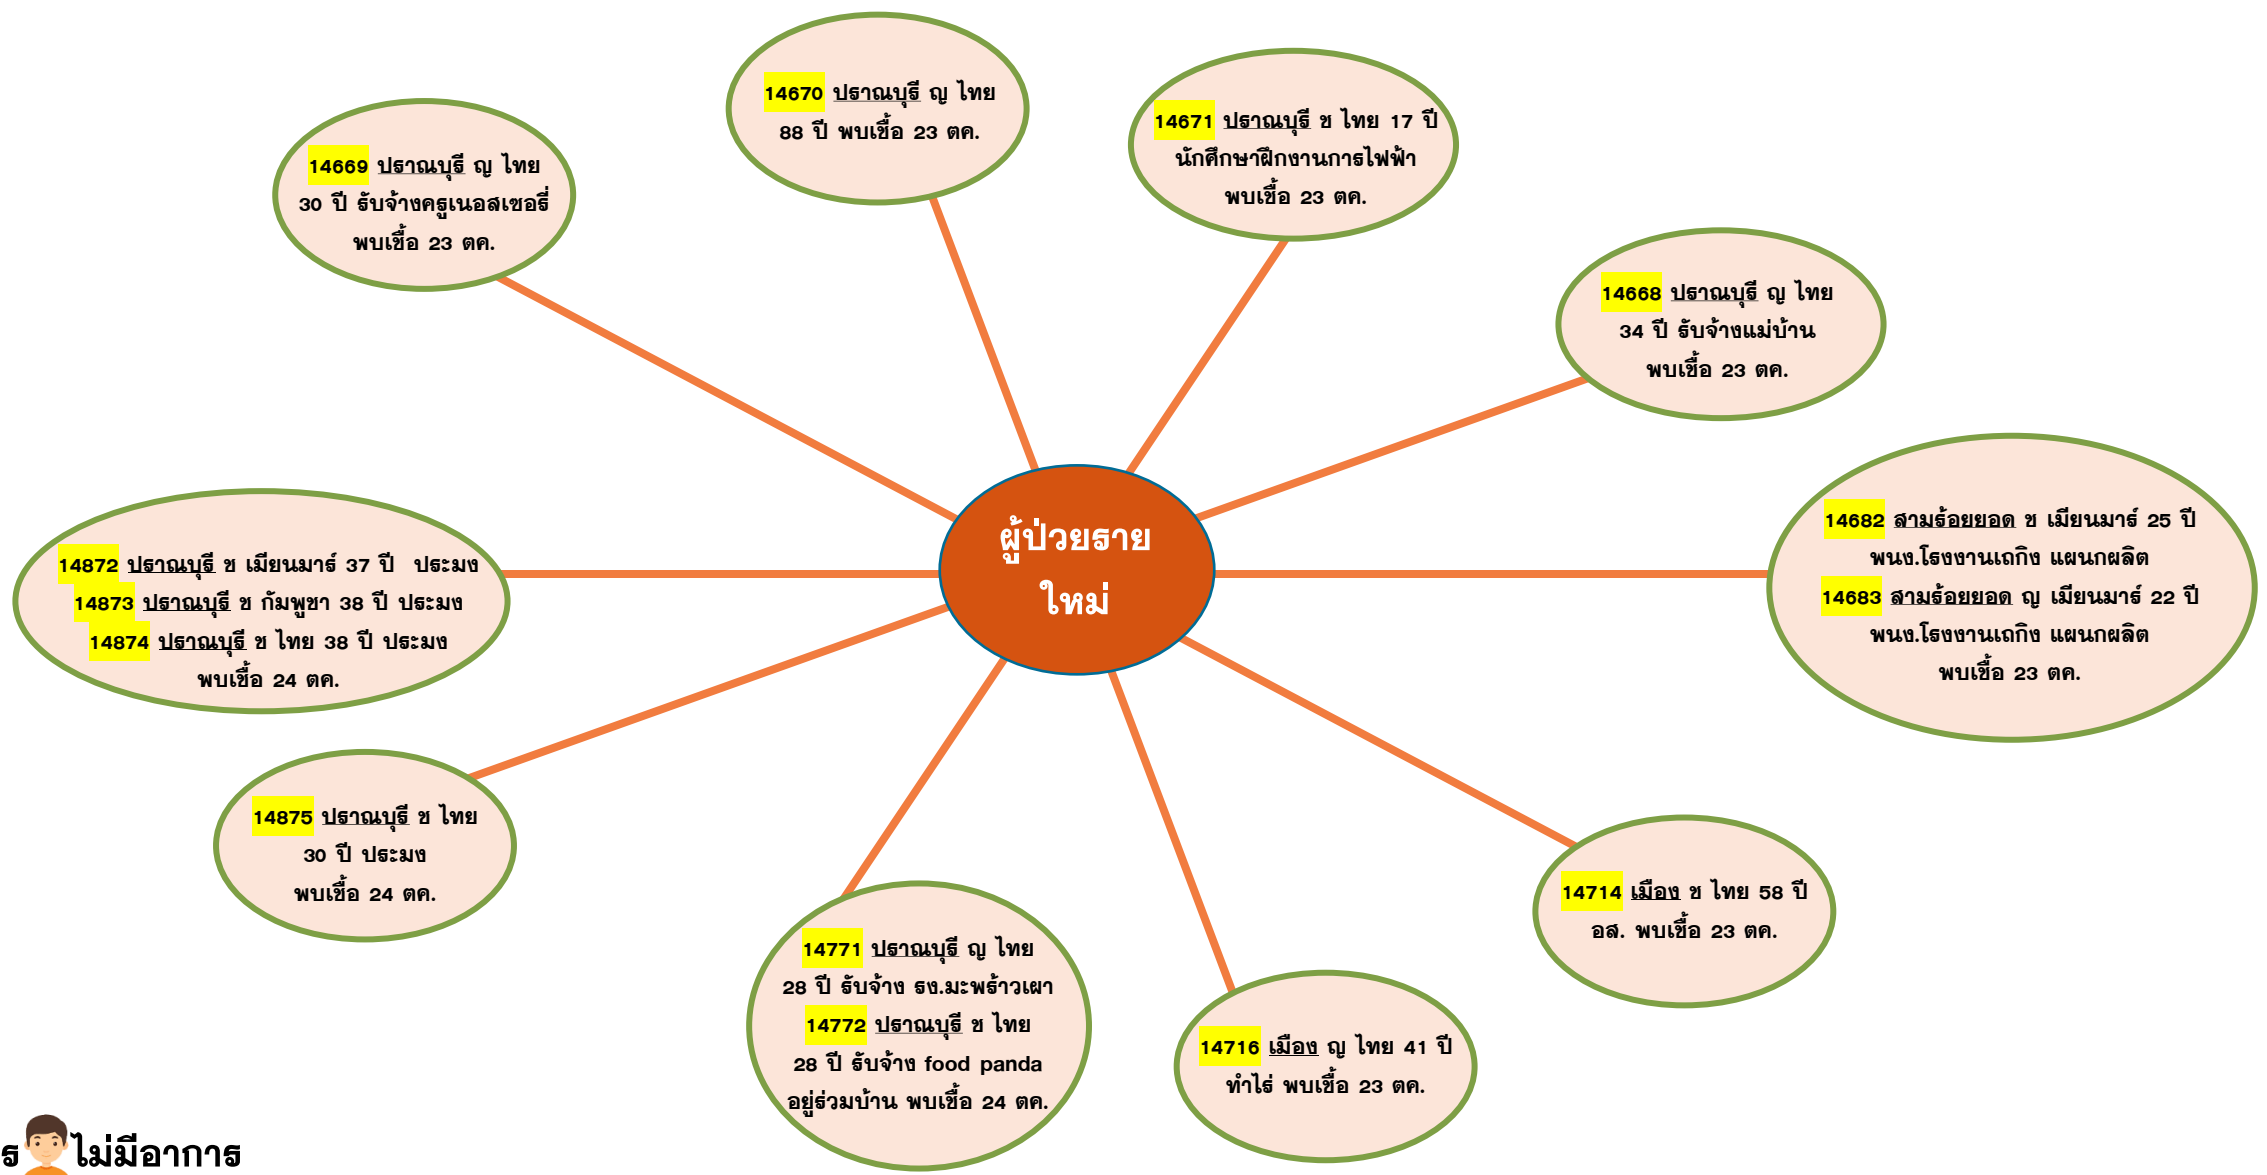 14670 ปราณบุรี ญ ไทย
88 ปี พบเชื้อ 23 ตค.
14671 ปราณบุรี ช ไทย 17 ปี
นักศึกษาฝึกงานการไฟฟ้า
พบเชื้อ 23 ตค.
14669 ปราณบุรี ญ ไทย
30 ปี รับจ้างครูเนอสเซอรี่
พบเชื้อ 23 ตค.
14668 ปราณบุรี ญ ไทย
34 ปี รับจ้างแม่บ้าน
พบเชื้อ 23 ตค.
ผู้ป่วยราย
ใหม่
14682 สามร้อยยอด ช เมียนมาร์ 25 ปี
พนง.โรงงานเถกิง แผนกผลิต
14683 สามร้อยยอด ญ เมียนมาร์ 22 ปี
พนง.โรงงานเถกิง แผนกผลิต
พบเชื้อ 23 ตค.
14872 ปราณบุรี ช เมียนมาร์ 37 ปี ประมง
14873 ปราณบุรี ช กัมพูชา 38 ปี ประมง
14874 ปราณบุรี ช ไทย 38 ปี ประมง
พบเชื้อ 24 ตค.
14875 ปราณบุรี ช ไทย
30 ปี ประมง
พบเชื้อ 24 ตค.
14714 เมือง ช ไทย 58 ปี
อส. พบเชื้อ 23 ตค.
14771 ปราณบุรี ญ ไทย
28 ปี รับจ้าง รง.มะพร้าวเผา
14772 ปราณบุรี ช ไทย
28 ปี รับจ้าง food panda
อยู่ร่วมบ้าน พบเชื้อ 24 ตค.
14716 เมือง ญ ไทย 41 ปี
ทำไร่ พบเชื้อ 23 ตค.
ร ไม่มีอาการ